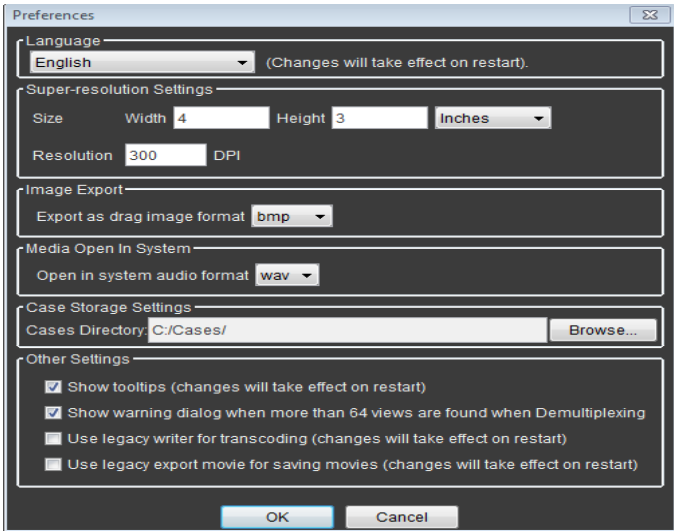 Preferences
Language
English (Changes will take effect on restart).
Super-resolution Settings
Size Width 4 Height 3 Inches
Resolution 300 DPI
Image Export
Export as drag image format bmp
Media Open In System
Open in system audio format wav
Case Storage Settings
Cases Directory: C:/Cases/ Browse...
Other Settings
Show tooltips (changes will take effect on restart)
Show warning dialog when more than 64 views are found when Demultiplexing
Use legacy writer for transcoding (changes will take effect on restart)
Use legacy export movie for saving movies (changes will take effect on restart)
OK Cancel